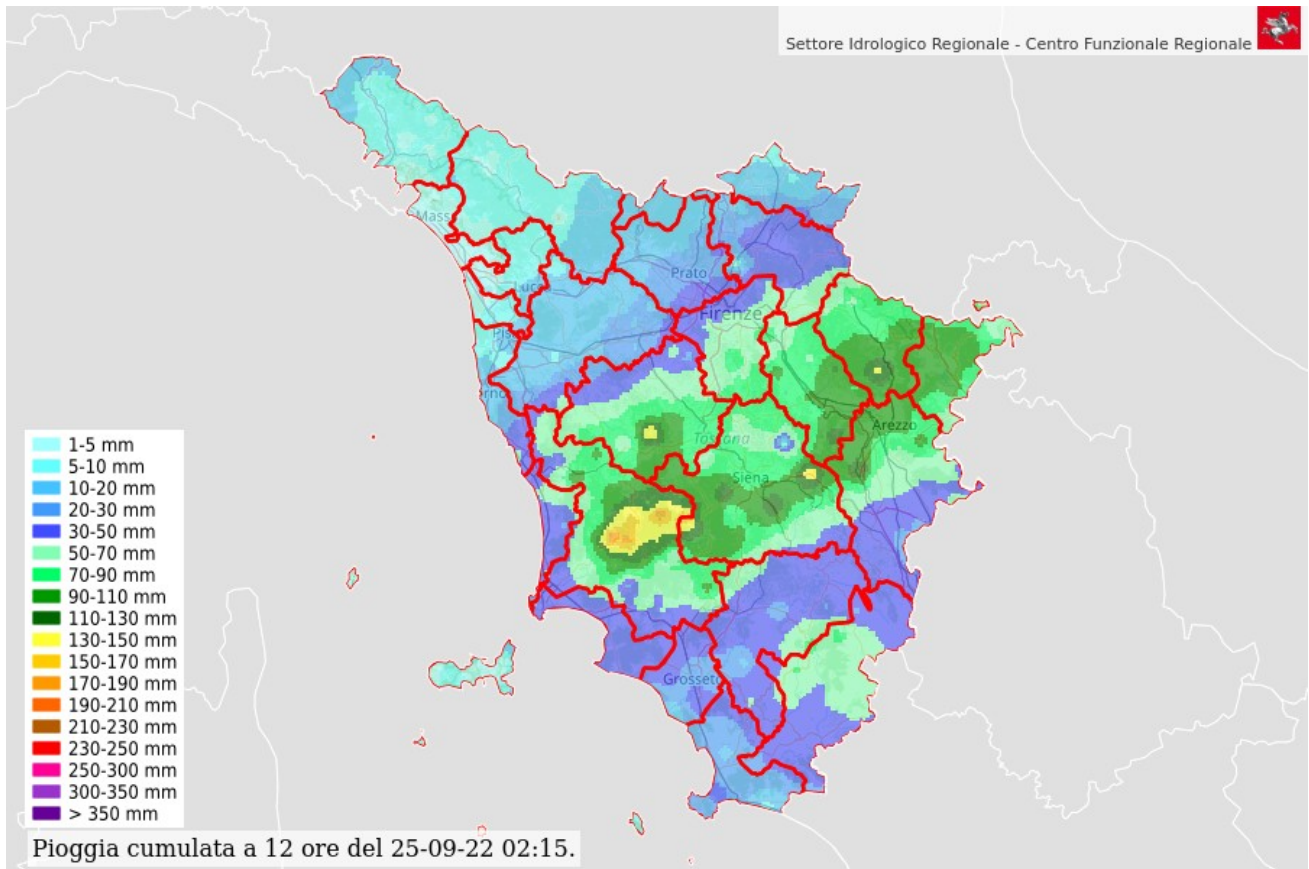 Settore Idrologico Regionale - Centro Funzionale Regionale
Mass
Prato
Lucc
Firenze
Pis
Arezzo
Toscana
Siena
Grosseto
1-5 mm
5-10 mm
10-20 mm
20-30 mm
30-50 mm
50-70 mm
70-90 mm
90-110 mm
110-130 mm
130-150 mm
150-170 mm
170-190 mm
190-210 mm
210-230 mm
230-250 mm
250-300 mm
300-350 mm
> 350 mm
Pioggia cumulata a 12 ore del 25-09-22 02:15.